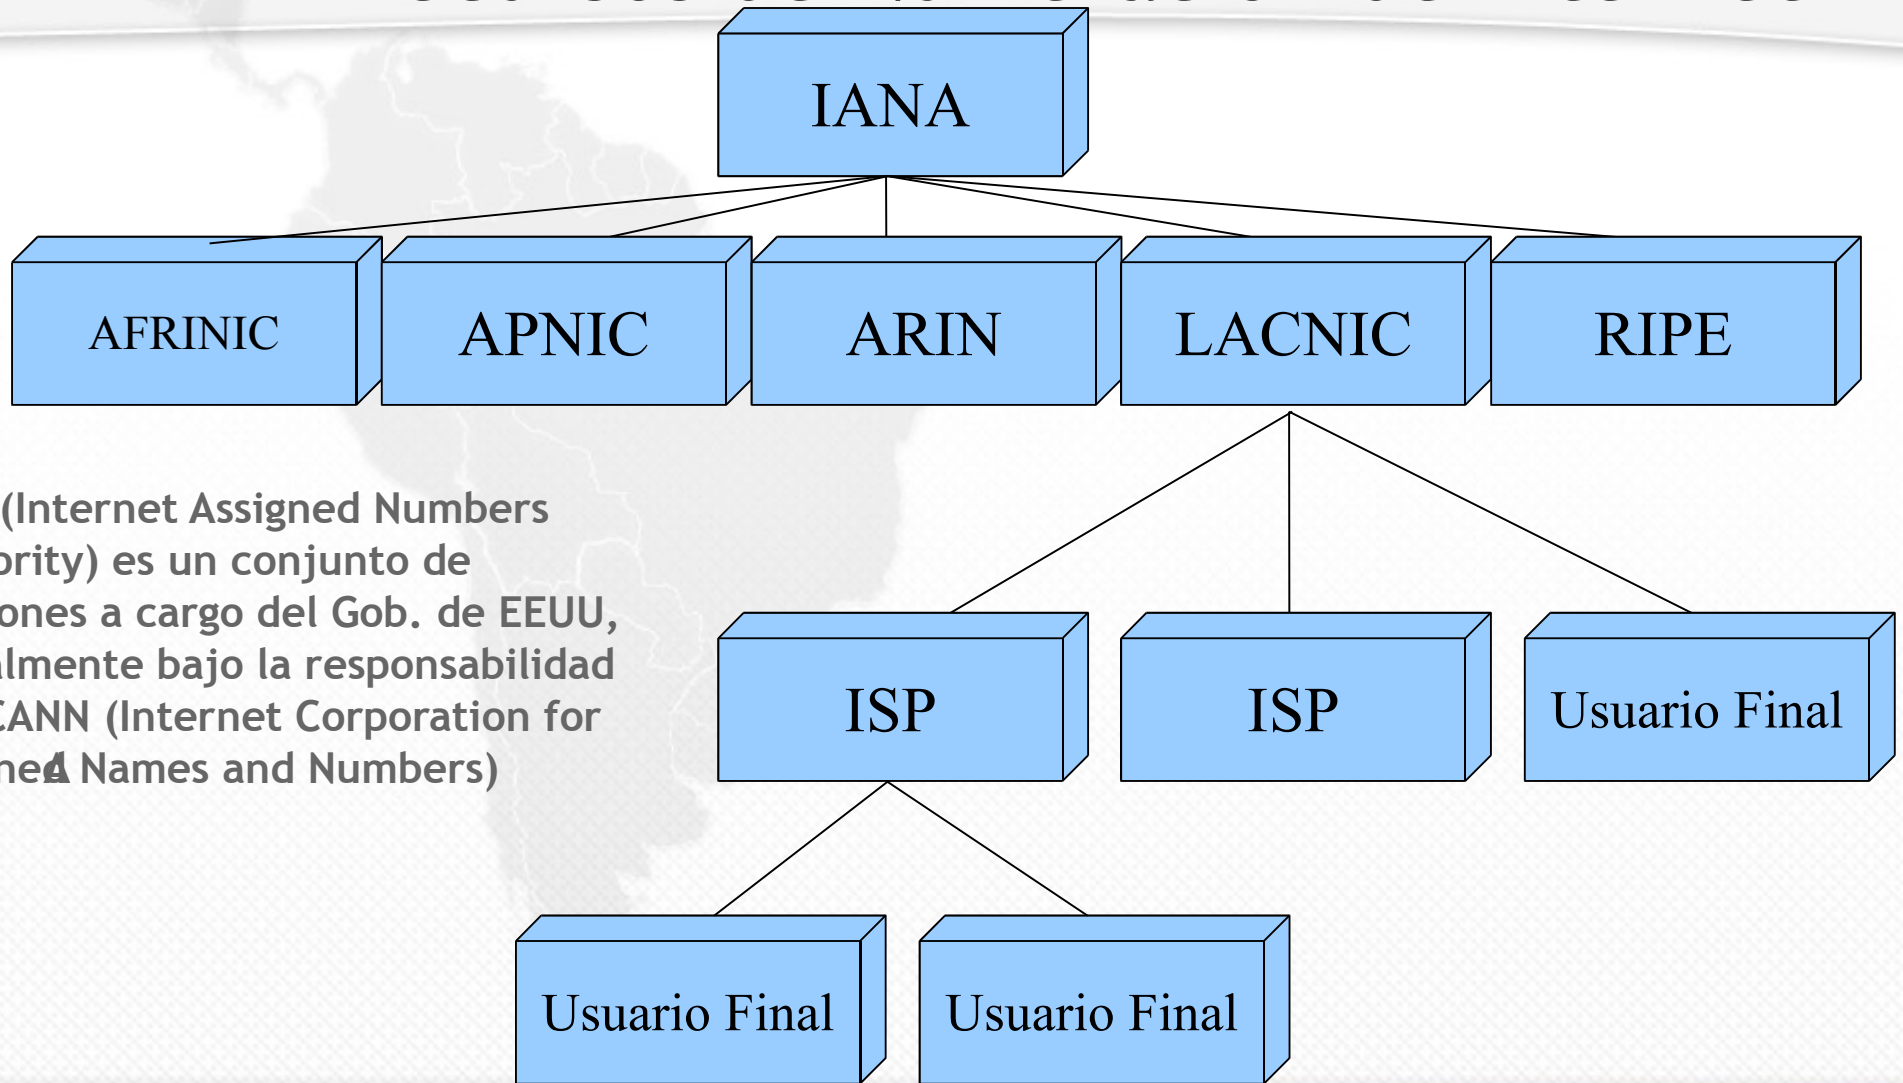 IANA
AFRINIC
APNIC
ARIN
LACNIC
RIPE
(Internet Assigned Numbers
es un conjunto de
a cargo del Gob. de EEUU,
bajo la responsabilidad
(Internet Corporation for
Names and Numbers)
ISP
ISP
Usuario Final
Usuario Final
Usuario Final